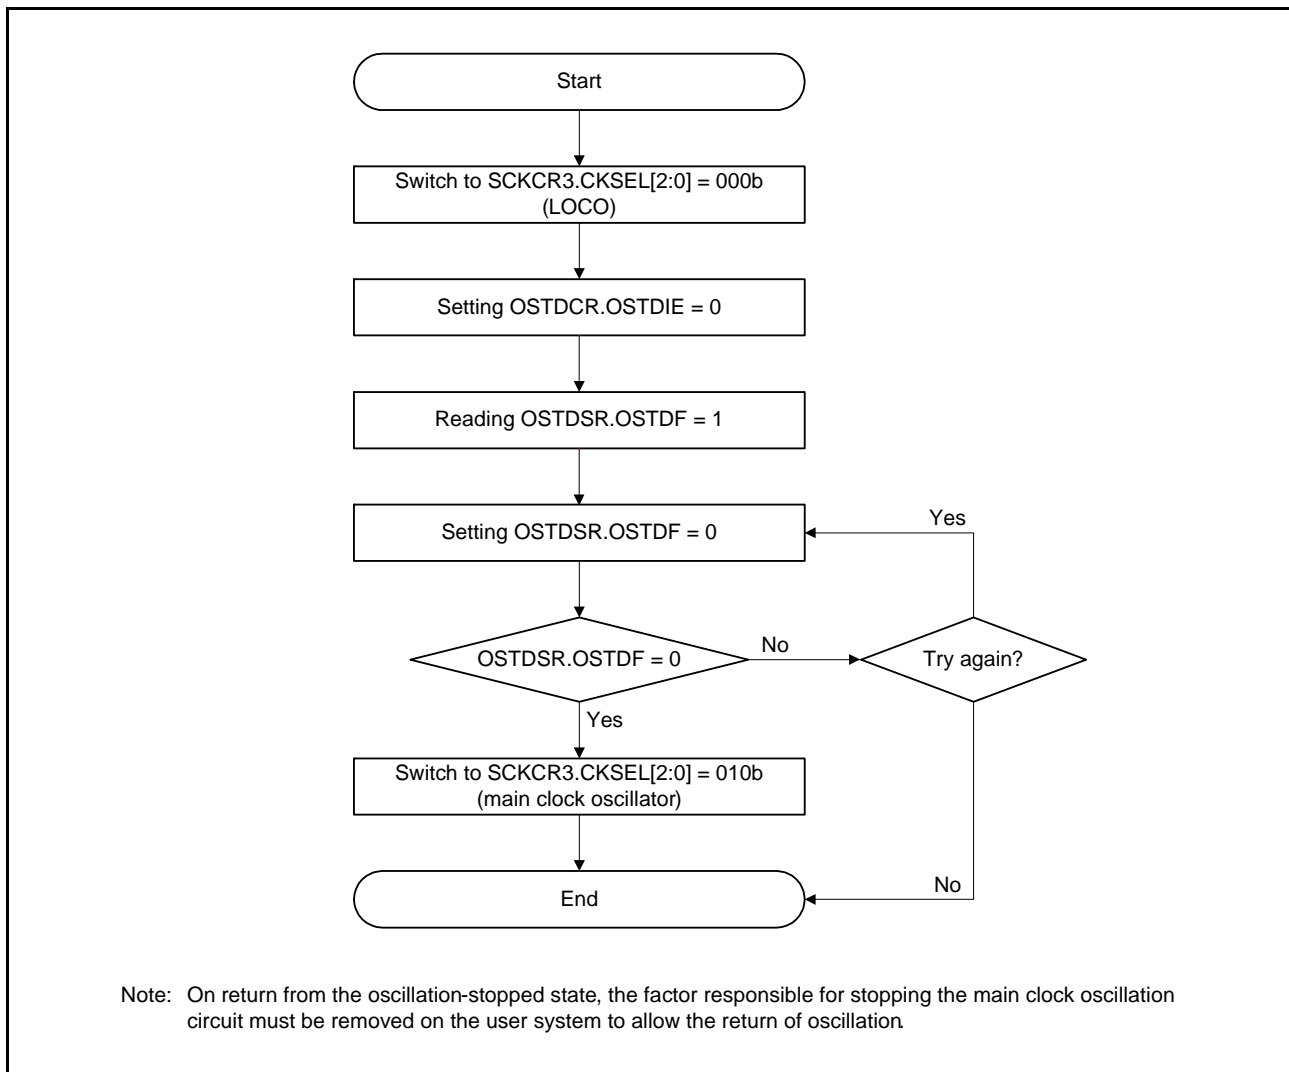 Start
Switch to SCKCR3.CKSEL[2:0] = 000b
(LOCO)
Setting OSTDCR.OSTDIE = 0
Reading OSTDSR.OSTDF = 1
Setting OSTDSR.OSTDF = 0
Yes
OSTDSR.OSTDF = 0
No
Try again?
Yes
Switch to SCKCR3.CKSEL[2:0] = 010b
(main clock oscillator)
End
No
Note: On return from the oscillation-stopped state, the factor responsible for stopping the main clock oscillation
circuit must be removed on the user system to allow the return of oscillation.